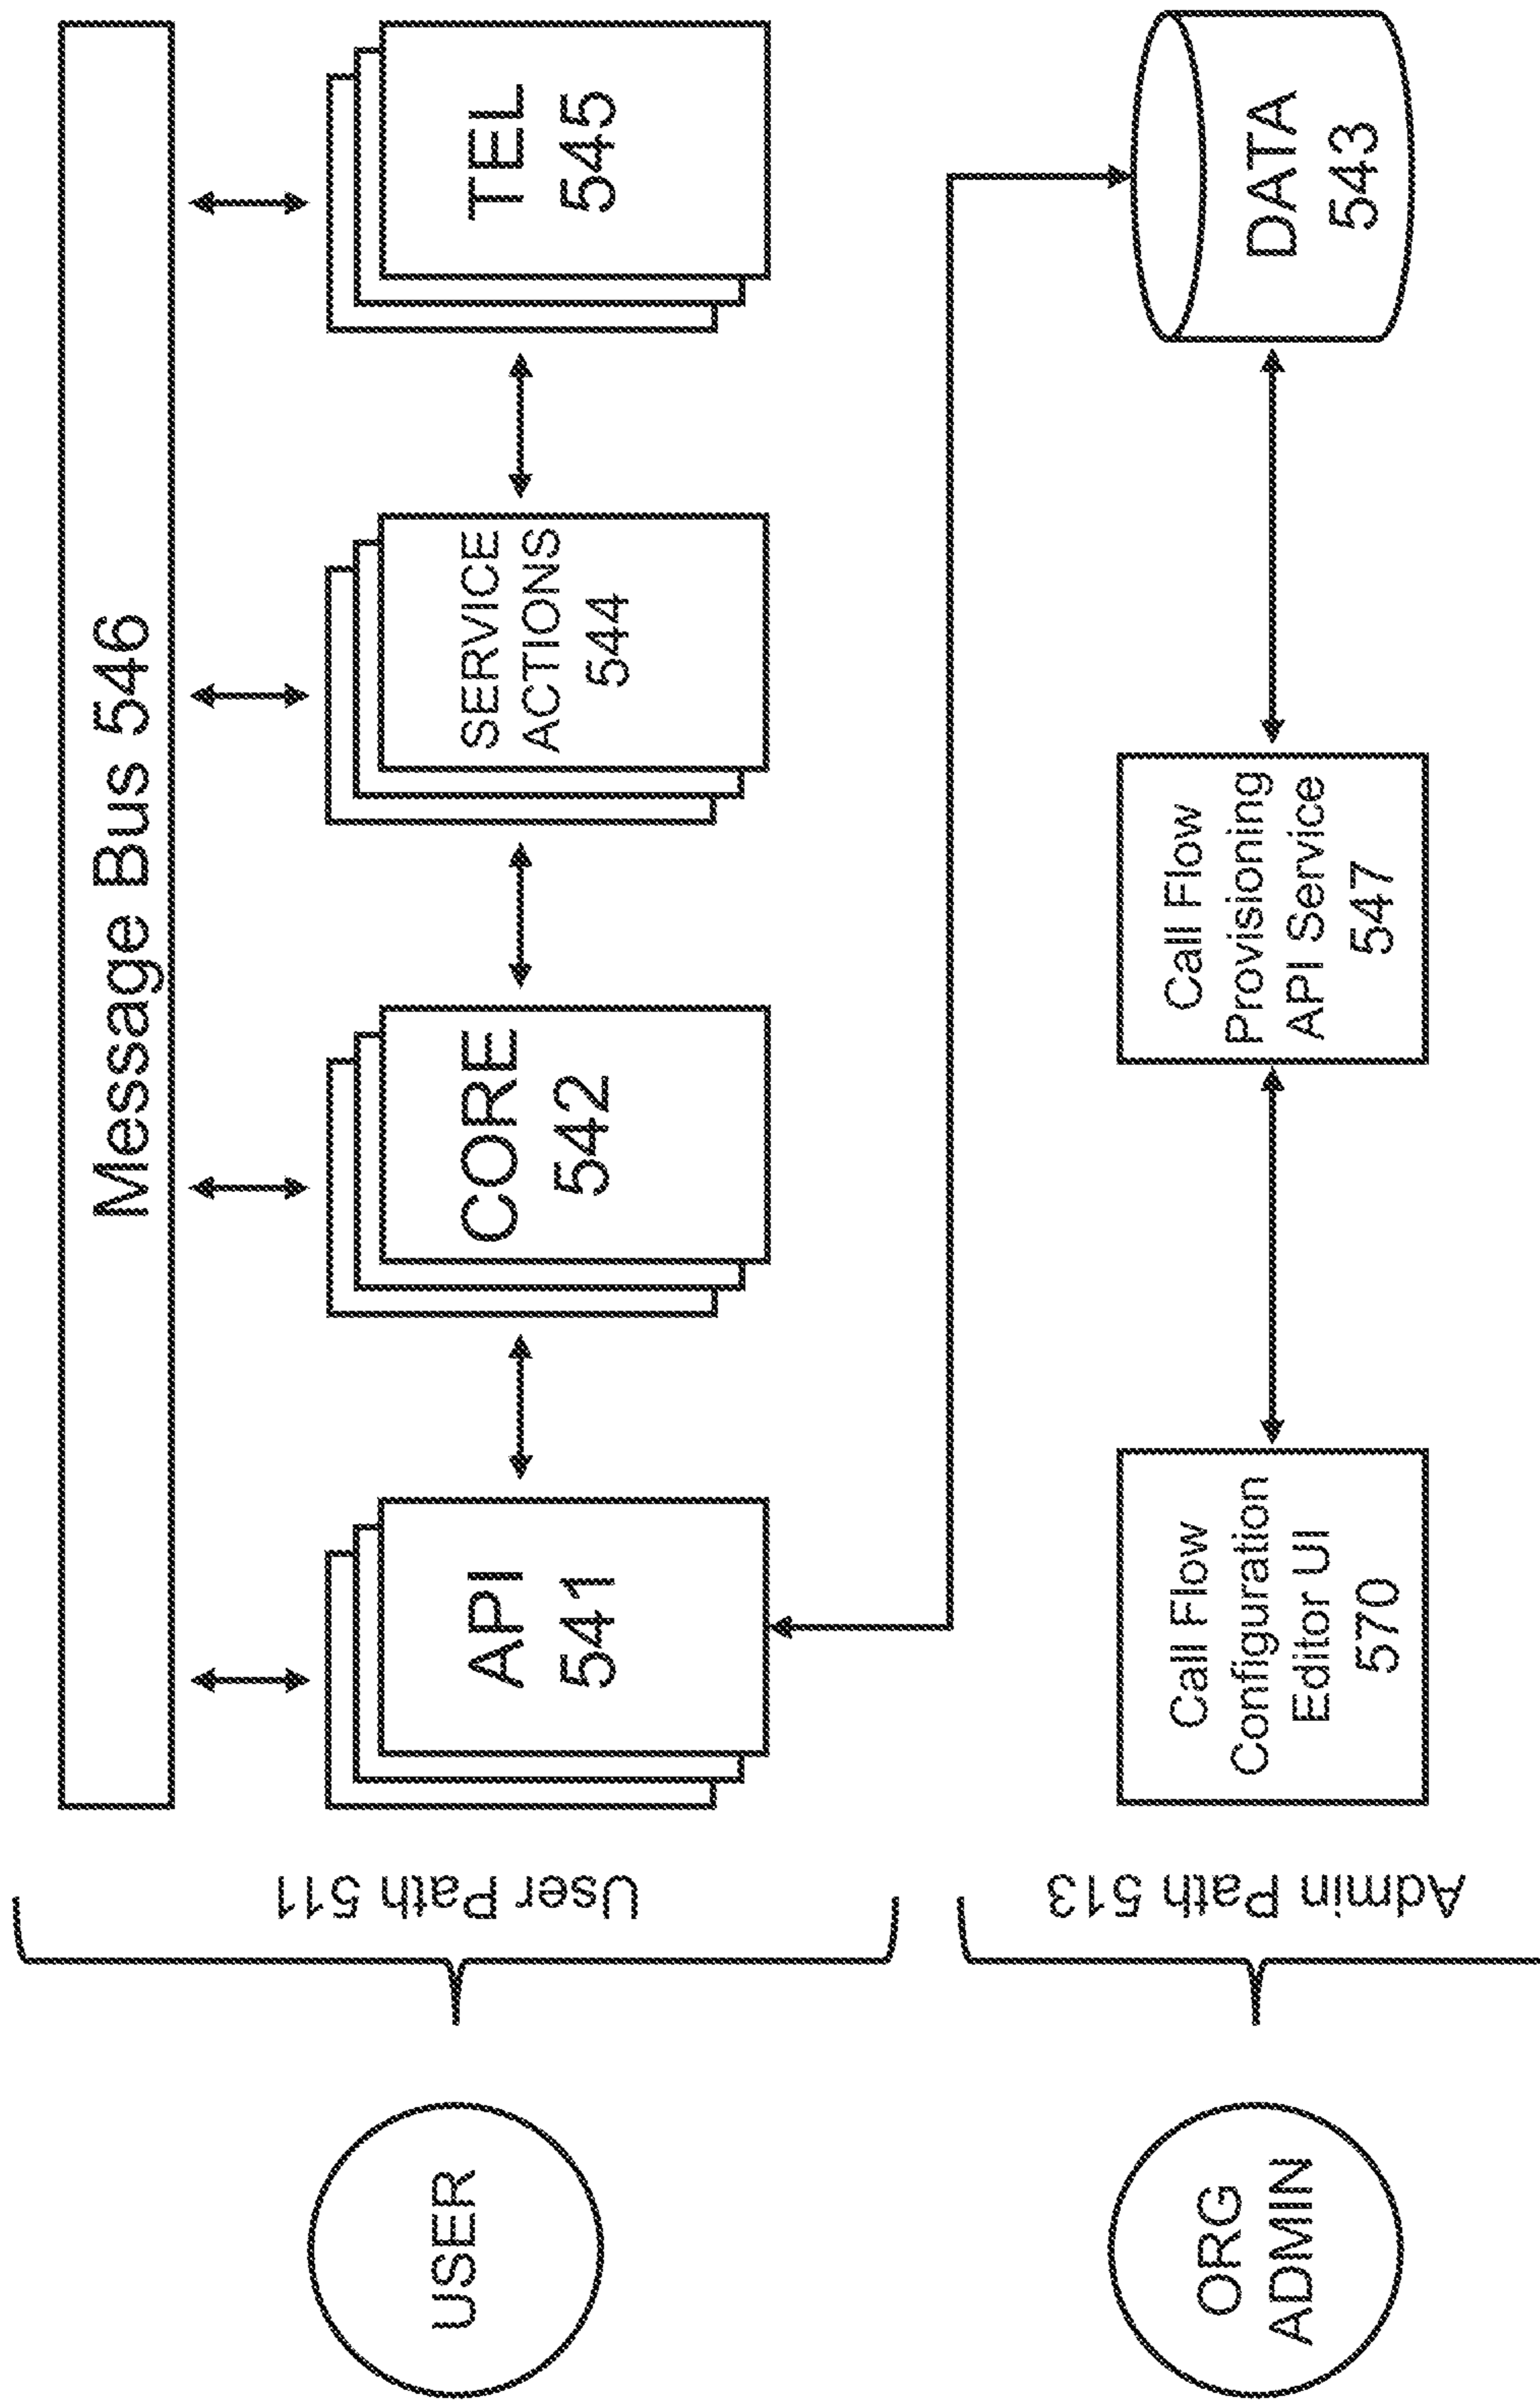 Message Bus 546
USER
User Path 511
API
541
CORE
542
SERVICE
ACTIONS
544
TEL
545
ORG
ADMIN
Admin Path 513
Call Flow
Configuration
Editor UI
570
Call Flow
Provisioning
API Service
547
DATA
543